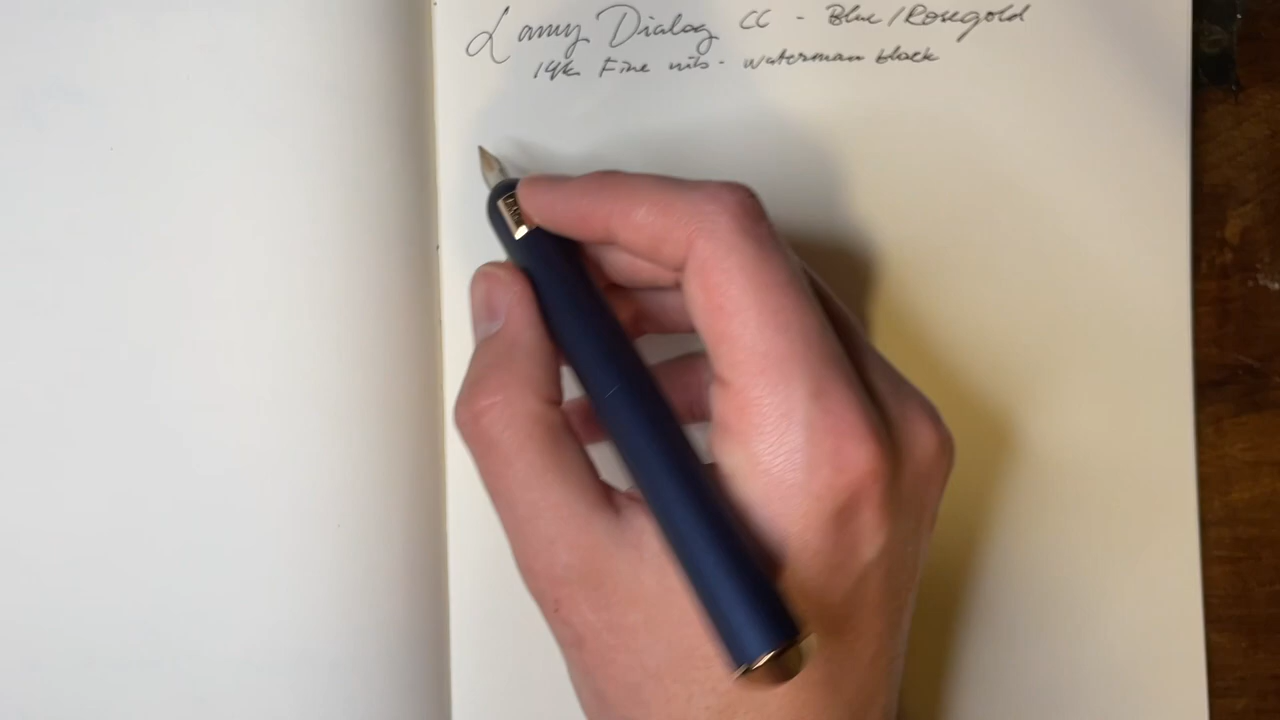 Lamy Dialog CC - Blue/Rosegold
14k Fine nib - waterman black